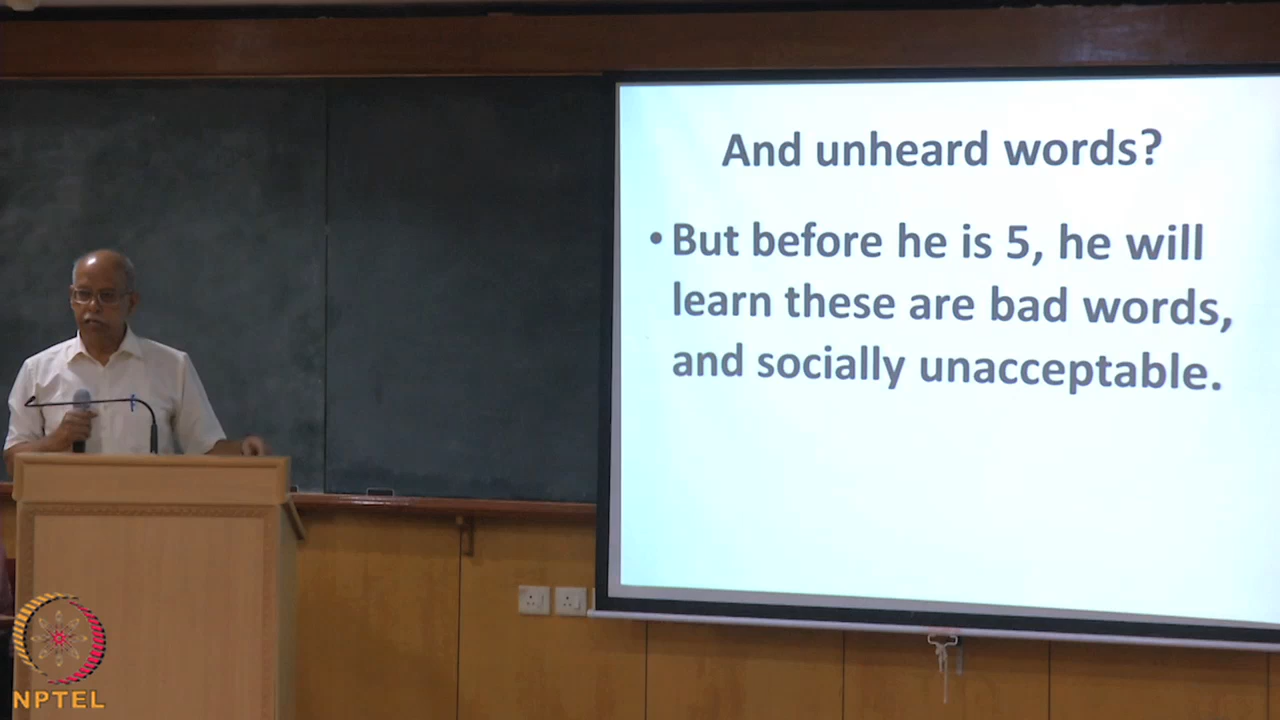 And unheard words?
• But before he is 5, he will
learn these are bad words,
and socially unacceptable.
NPTEL